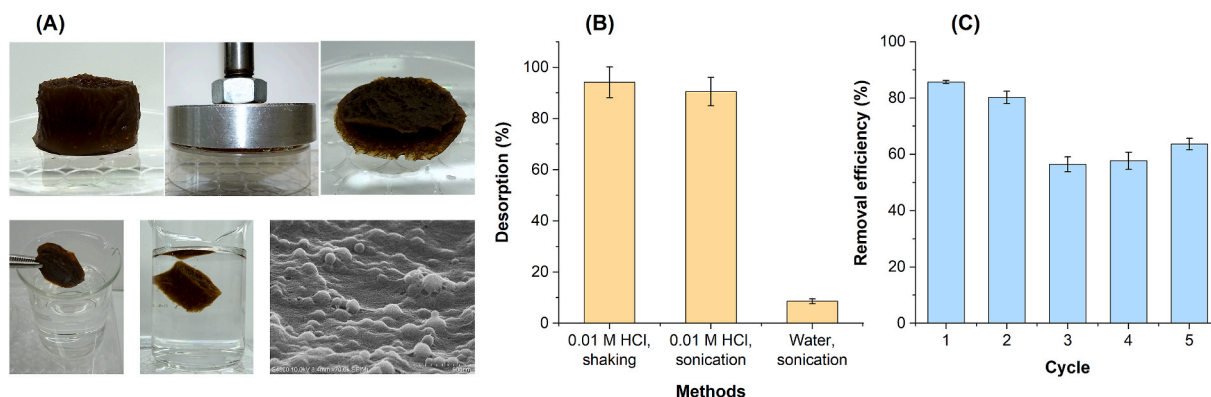 (A)
(B)
(C)
Desorption (%)
100
80
60
40
20
0
0.01 M HCl,
shaking
0.01 M HCl,
sonication
Water,
sonication
Methods
Removal efficiency (%)
100
80
60
40
20
0
1 2 3 4 5
Cycle